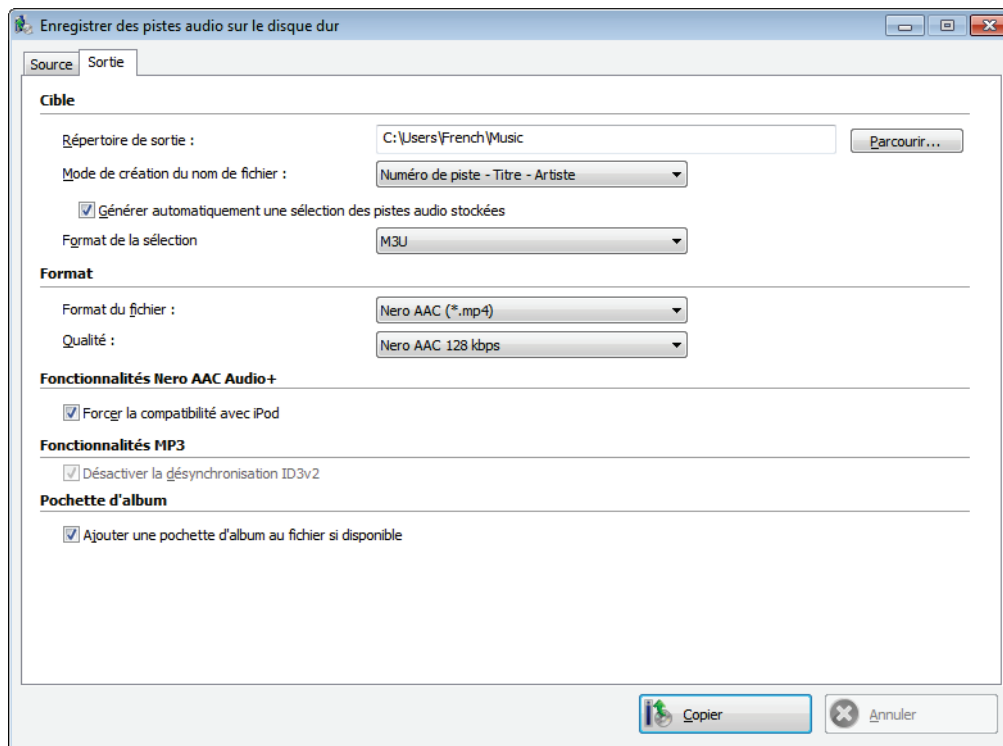 Enregistrer des pistes audio sur le disque dur
Source
Sortie
Cible
Répertoire de sortie :
C:\Users\French\Music
Parcourir...
Mode de création du nom de fichier :
Numéro de piste - Titre - Artiste
Générer automatiquement une sélection des pistes audio stockées
Format de la sélection
M3U
Format
Format du fichier :
Nero AAC (*.mp4)
Qualité :
Nero AAC 128 kbps
Fonctionnalités Nero AAC Audio+
Forcer la compatibilité avec iPod
Fonctionnalités MP3
Désactiver la désynchronisation ID3v2
Pochette d'album
Ajouter une pochette d'album au fichier si disponible
Copier
Annuler